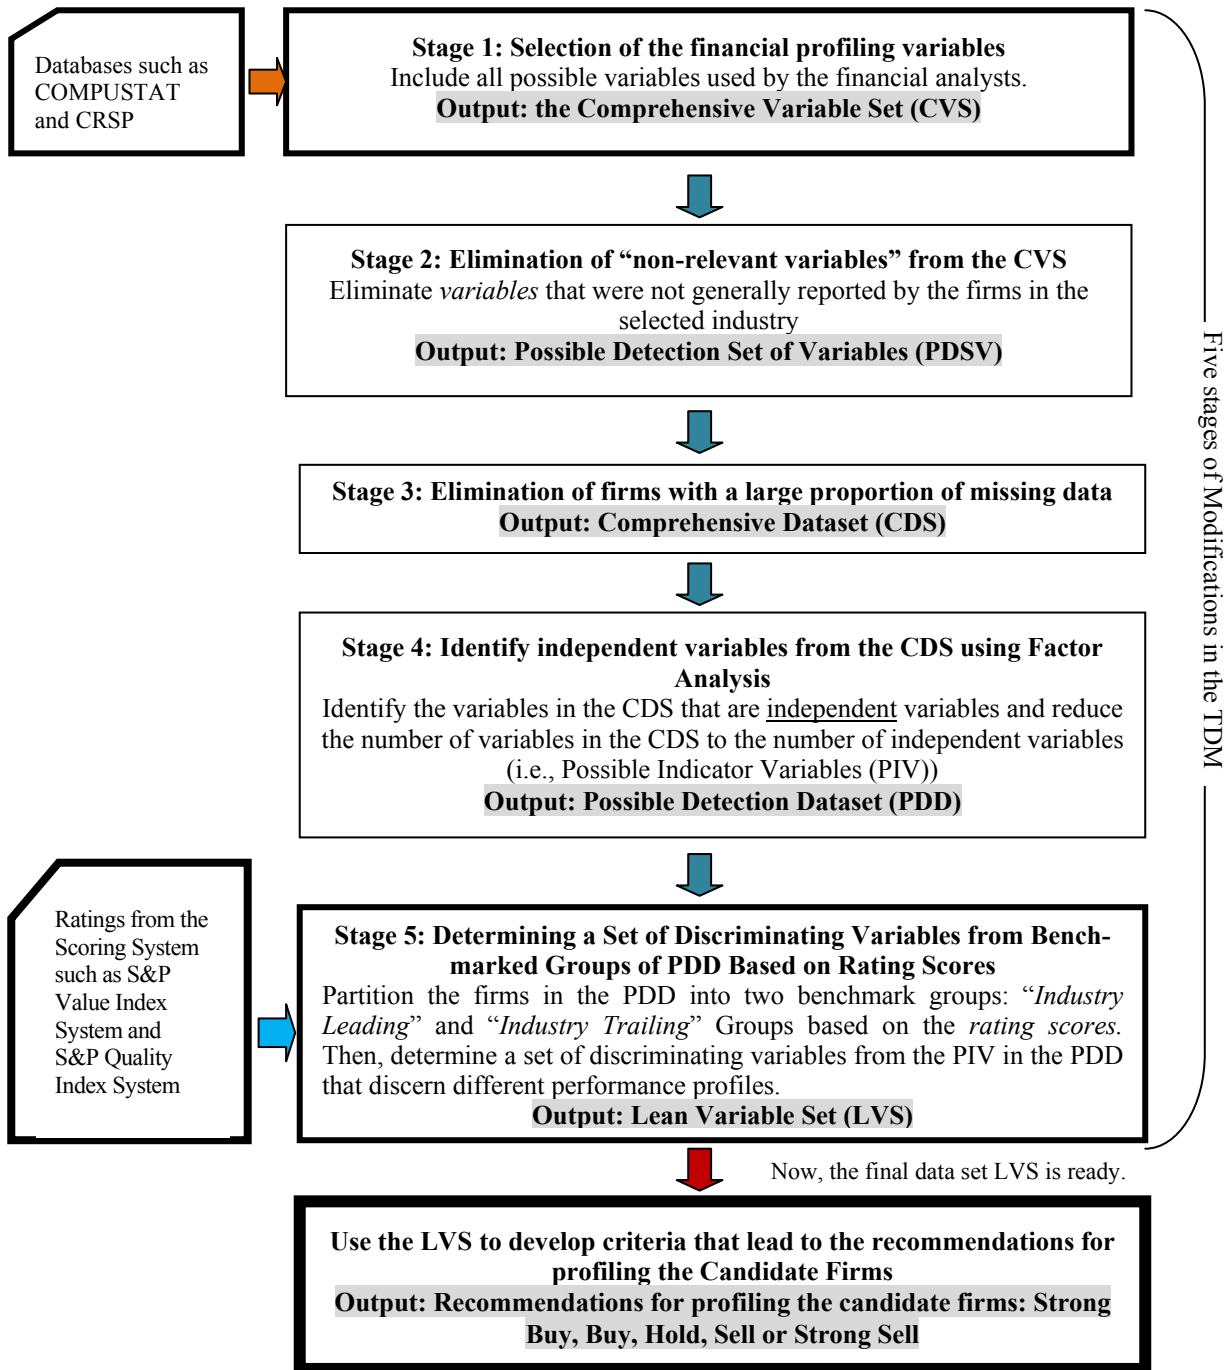 Databases such as
COMPUSTAT
and CRSP
Stage 1: Selection of the financial profiling variables
Include all possible variables used by the financial analysts.
Output: the Comprehensive Variable Set (CVS)
Stage 2: Elimination of “non-relevant variables” from the CVS
Eliminate variables that were not generally reported by the firms in the
selected industry
Output: Possible Detection Set of Variables (PDSV)
Stage 3: Elimination of firms with a large proportion of missing data
Output: Comprehensive Dataset (CDS)
Stage 4: Identify independent variables from the CDS using Factor
Analysis
Identify the variables in the CDS that are independent variables and reduce
the number of variables in the CDS to the number of independent variables
(i.e., Possible Indicator Variables (PIV))
Output: Possible Detection Dataset (PDD)
Ratings from the
Scoring System
such as S&P
Value Index
System and
S&P Quality
Index System
Stage 5: Determining a Set of Discriminating Variables from Bench-
marked Groups of PDD Based on Rating Scores
Partition the firms in the PDD into two benchmark groups: “Industry
Leading” and “Industry Trailing” Groups based on the rating scores.
Then, determine a set of discriminating variables from the PIV in the PDD
that discern different performance profiles.
Output: Lean Variable Set (LVS)
Five stages of Modifications in the TDM
Now, the final data set LVS is ready.
Use the LVS to develop criteria that lead to the recommendations for
profiling the Candidate Firms
Output: Recommendations for profiling the candidate firms: Strong
Buy, Buy, Hold, Sell or Strong Sell